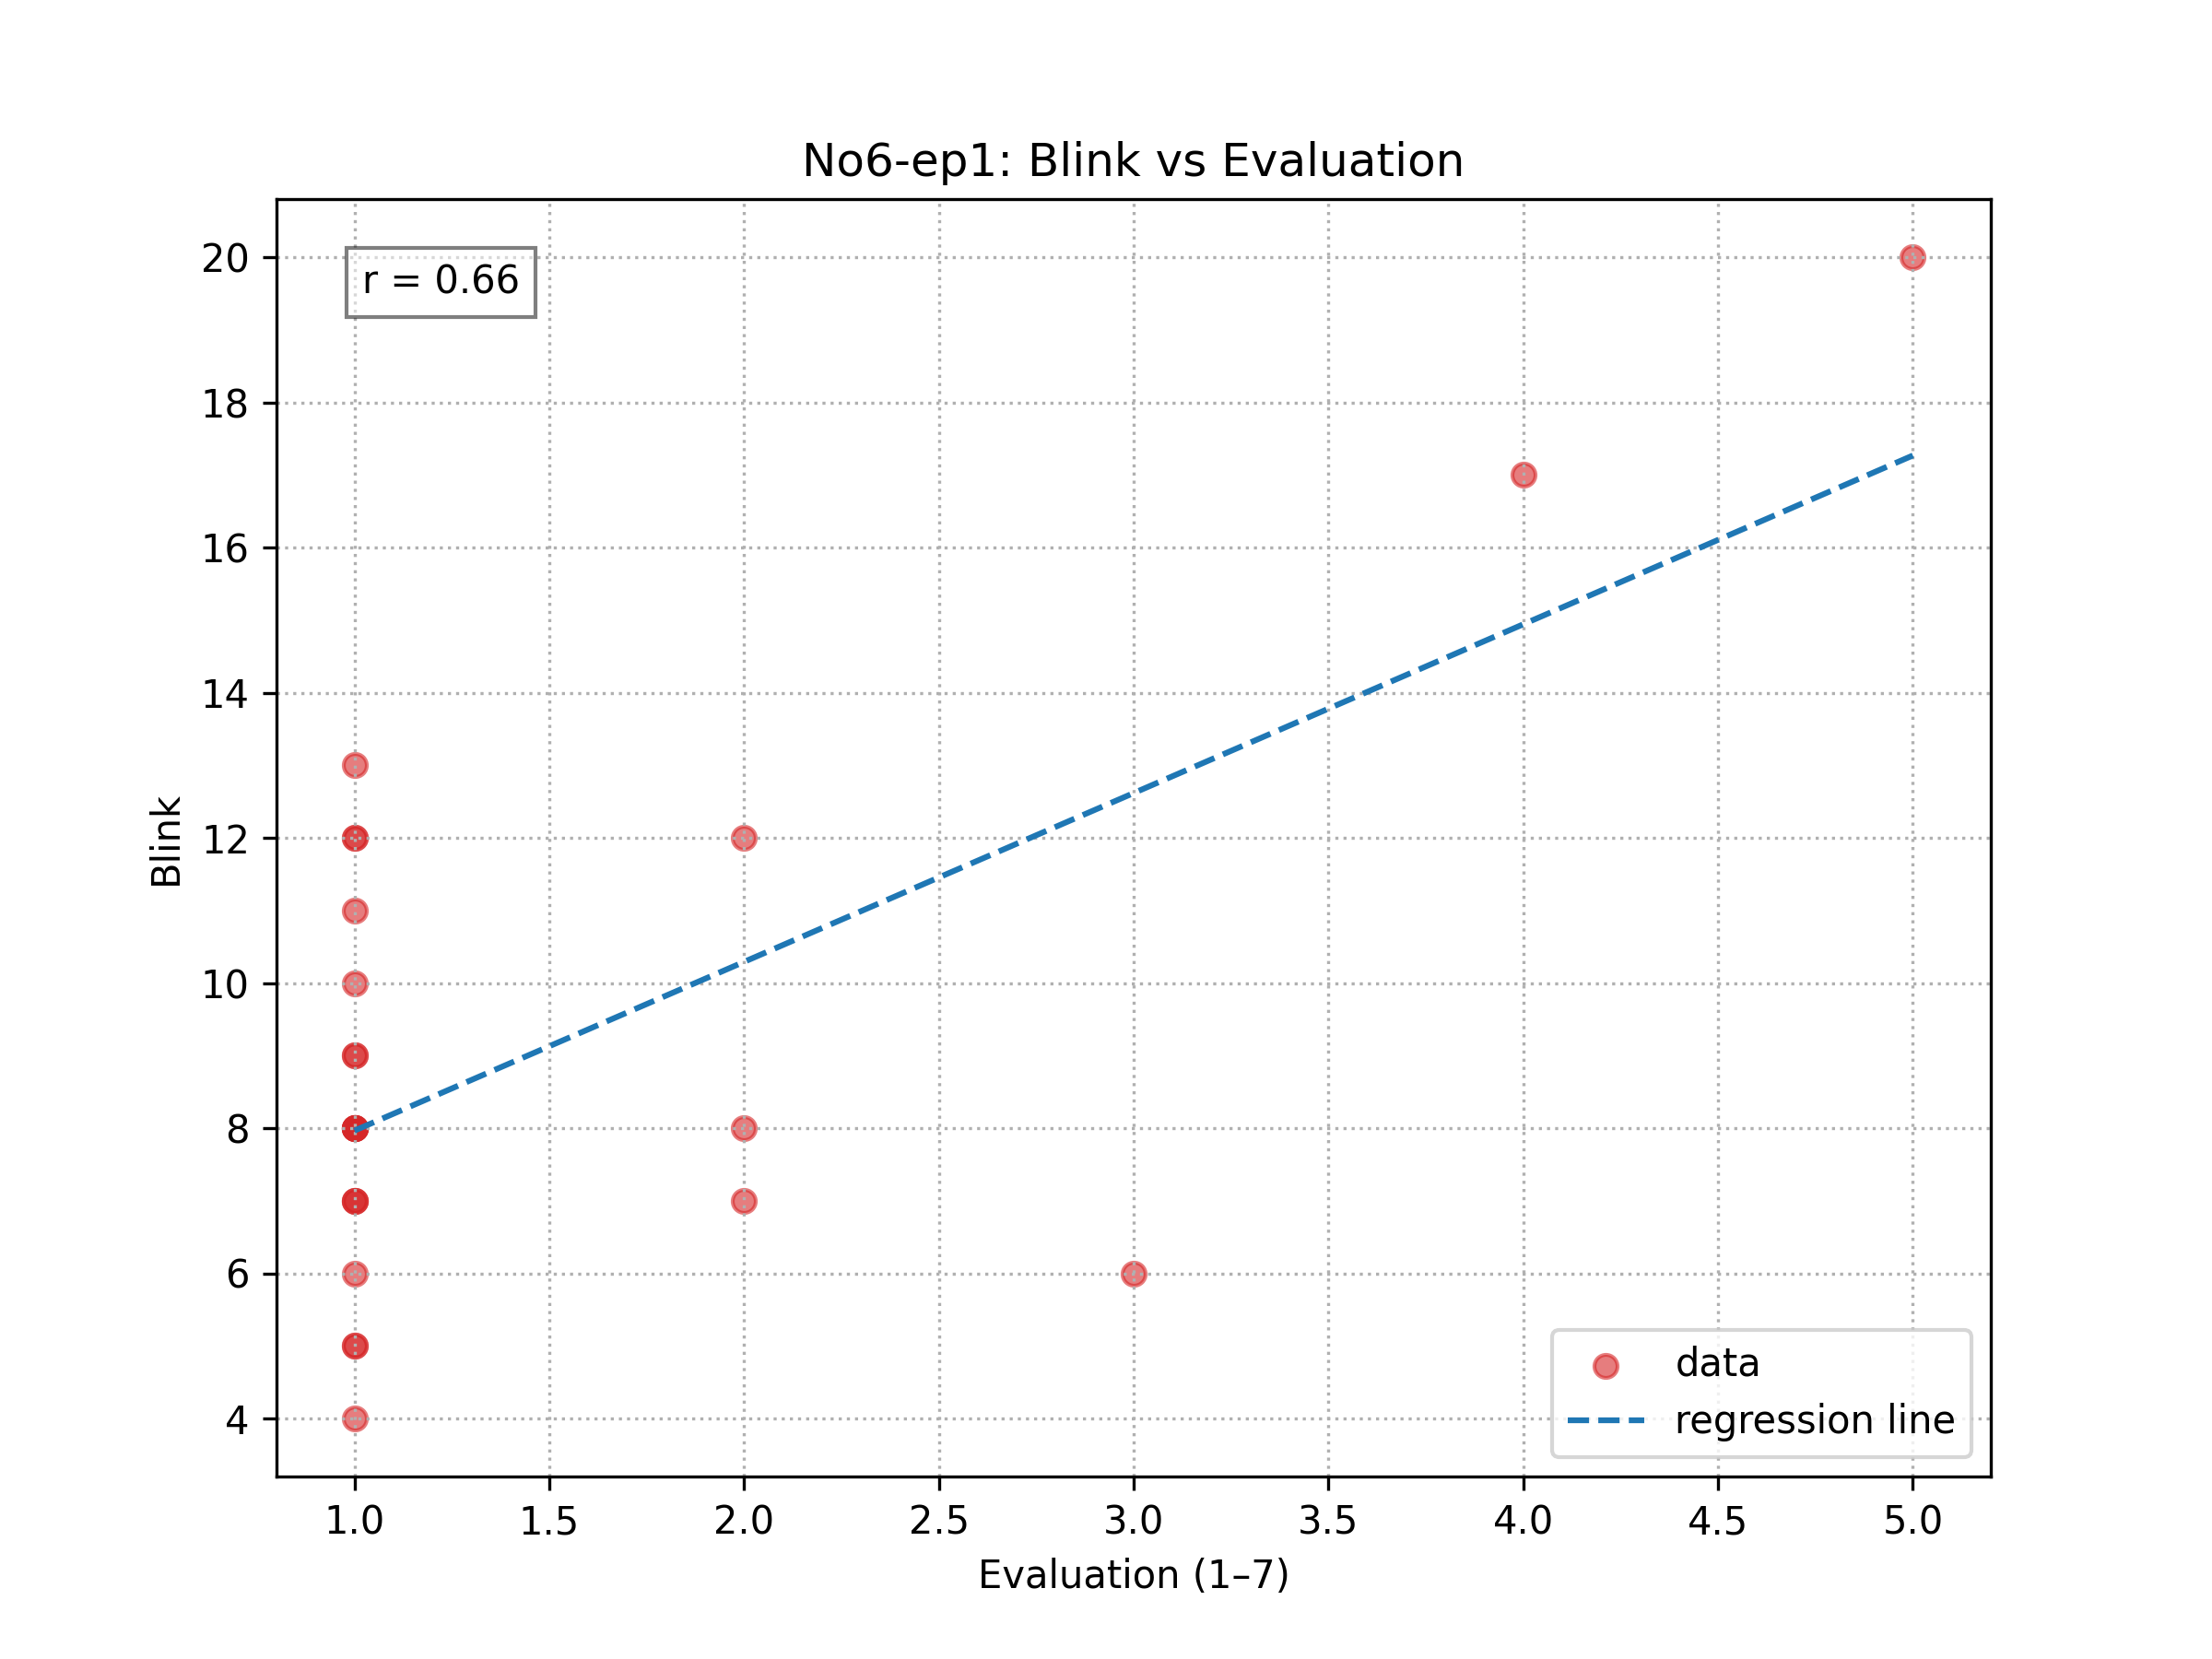 No6-ep1: Blink vs Evaluation
r = 0.66
20
18
16
14
12
10
8
6
4
Blink
data
regression line
1.0 1.5 2.0 2.5 3.0 3.5 4.0 4.5 5.0
Evaluation (1–7)